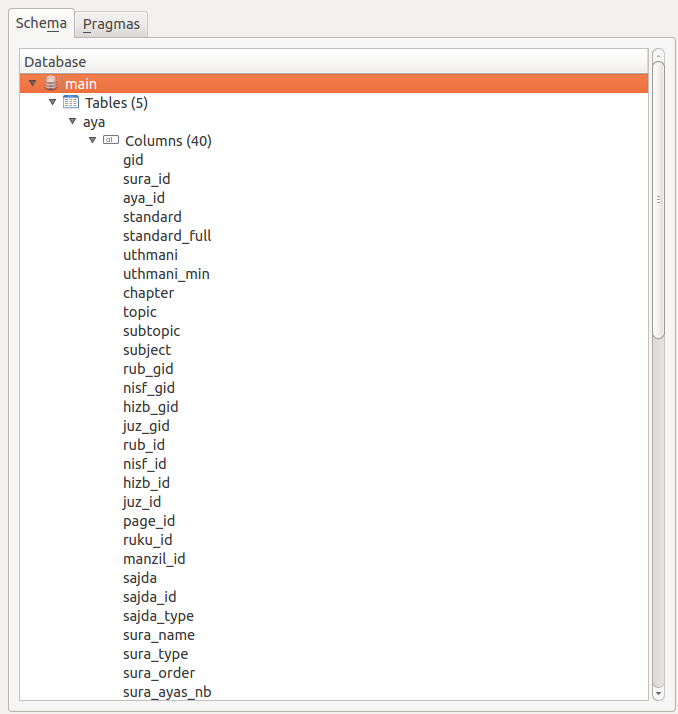 Schema Pragmas
Database
main
Tables (5)
aya
Columns (40)
gid
sura_id
aya_id
standard
standard_full
uthmani
uthmani_min
chapter
topic
subtopic
subject
rub_gid
nisf_gid
hizb_gid
juz_gid
rub_id
nisf_id
hizb_id
juz_id
page_id
ruku_id
manzil_id
sajda
sajda_id
sajda_type
sura_name
sura_type
sura_order
sura_ayas_nb